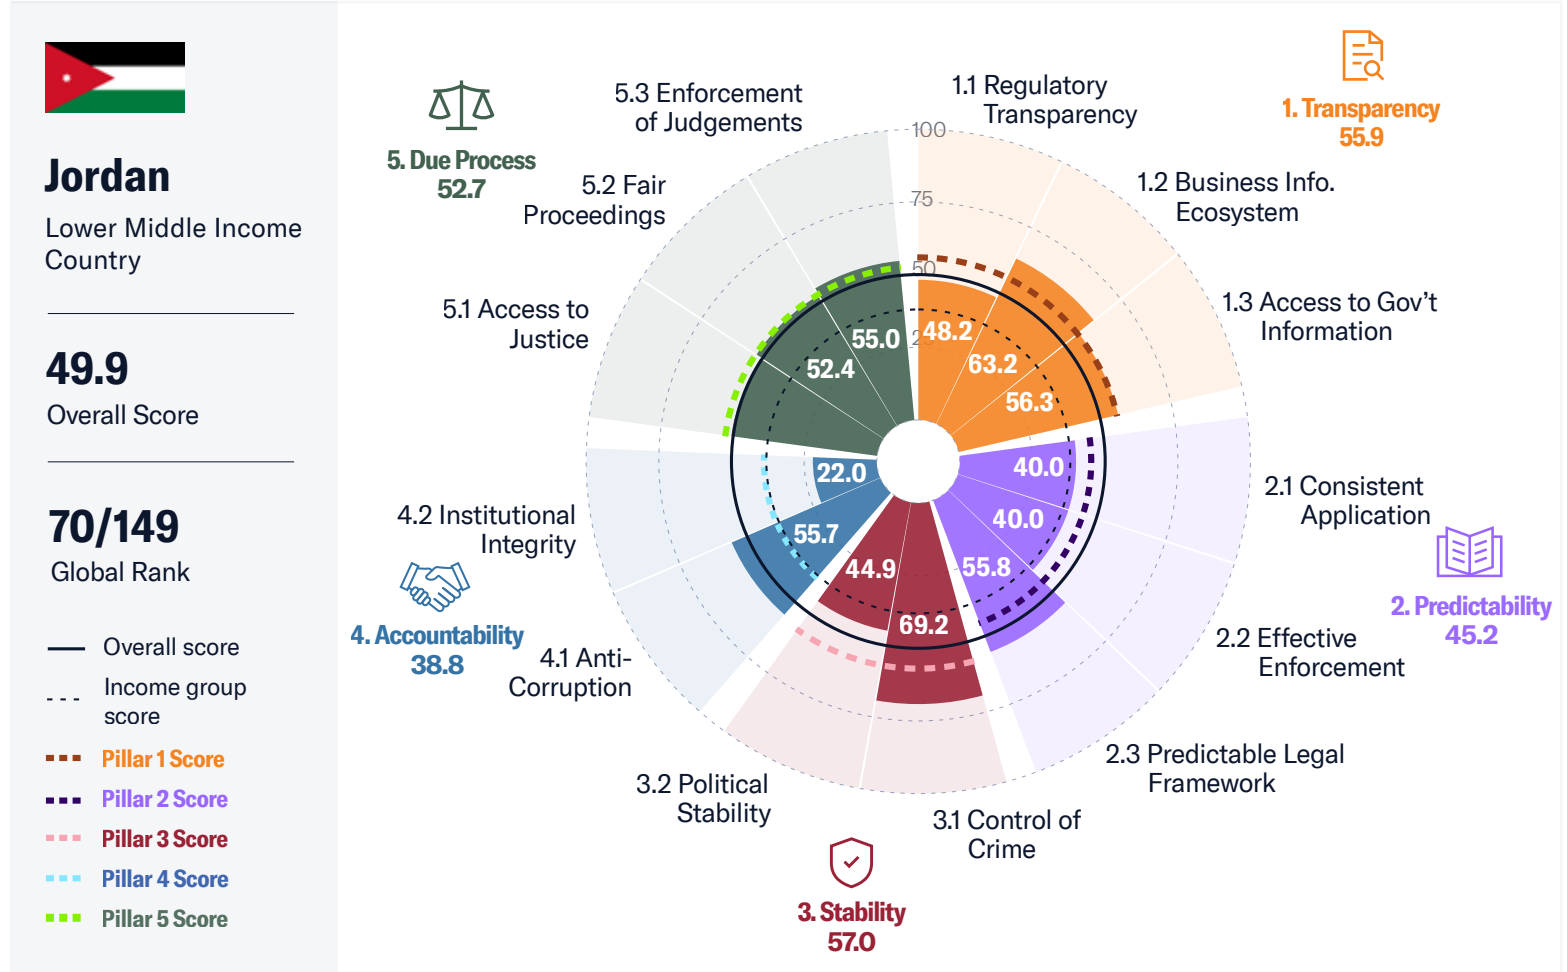 Jordan
Lower Middle Income
Country
49.9
Overall Score
70/149
Global Rank
Overall score
Income group
score
Pillar 1 Score
Pillar 2 Score
Pillar 3 Score
Pillar 4 Score
Pillar 5 Score
1. Transparency
55.9
1.1 Regulatory
Transparency
1.2 Business Info.
Ecosystem
1.3 Access to Gov't
Information
2.1 Consistent
Application
2. Predictability
45.2
2.2 Effective
Enforcement
2.3 Predictable Legal
Framework
3.1 Control of
Crime
3. Stability
57.0
3.2 Political
Stability
4.1 Anti-
Corruption
4. Accountability
38.8
4.2 Institutional
Integrity
5.1 Access to
Justice
5.2 Fair
Proceedings
5. Due Process
52.7
5.3 Enforcement
of Judgements
100
75
50
48.2
63.2
56.3
40.0
40.0
55.8
69.2
44.9
55.7
22.0
52.4
55.0